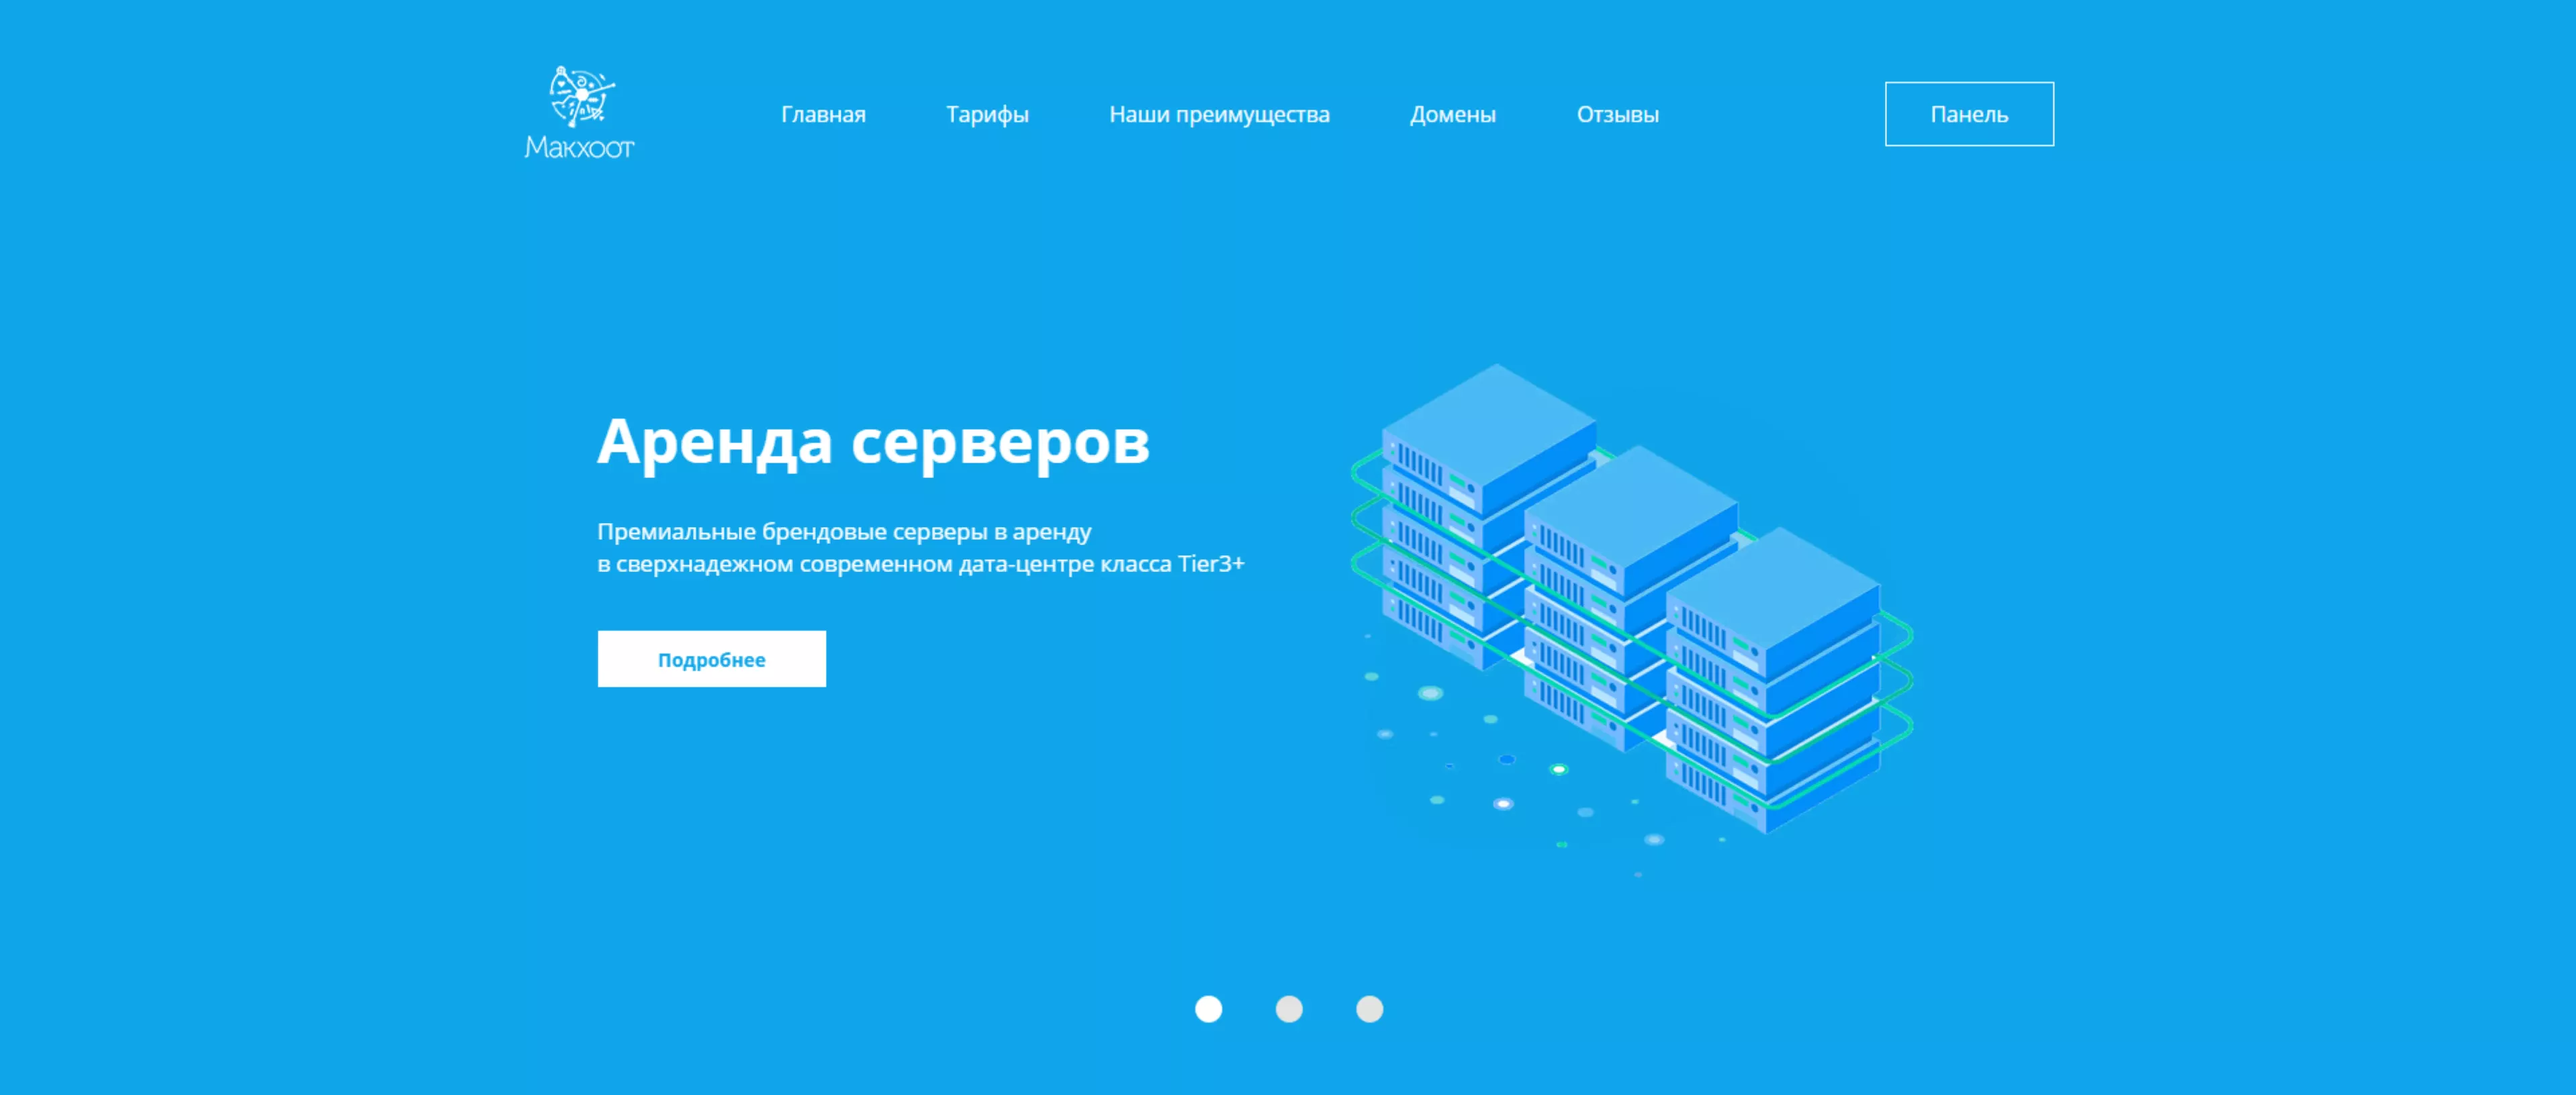 Макхоот
Главная
Тарифы
Наши преимущества
Домены
Отзывы
Панель
Аренда серверов
Премиальные брендовые серверы в аренду
в сверхнадежном современном дата-центре класса Tier3+
Подробнее